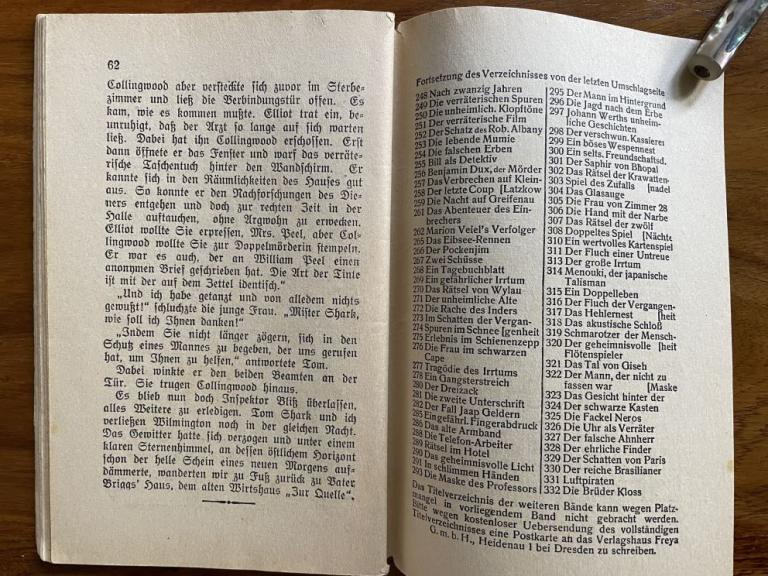 62
Collingwood aber versteckte sich zuvor im Sterbe-
zimmer und ließ die Verbindungstür offen. Es
kam, wie es kommen mußte. Elliot trat ein, be-
unruhigt, daß der Arzt so lange auf sich warten
ließ. Dabei hat ihn Collingwood erschossen. Erst
dann öffnete er das Fenster und warf das verräte-
rische Taschentuch hinter den Wandschirm. Er
kannte sich in den Räumlichkeiten des Hauses gut
aus. So konnte er den Nachforschungen des Die-
ners entgehen und doch zur rechten Zeit in der
Halle auftauchen, ohne Argwohn zu erwecken.
Elliot wollte Sie erpressen, Mrs. Peel, aber Col-
lingwood wollte Sie zur Doppelmörderin stempeln.
Er war es auch, der an William Peel einen
anonymen Brief geschrieben hat. Die Art der Tinte
ist mit der auf dem Zettel identisch."
„Und ich habe getanzt und von alledem nichts
gewußt!" schluchzte die junge Frau. „Mister Shark,
wie soll ich Ihnen danken!"
„Indem Sie nicht länger zögern, sich in den
Schutz eines Mannes zu begeben, der uns gerufen
hat, um Ihnen zu helfen," antwortete Tom.
Dabei winkte er den beiden Beamten an der
Tür. Sie trugen Collingwood hinaus.
Es blieb nun doch Inspektor Bliß überlassen,
alles Weitere zu erledigen. Tom Shark und ich
verließen Wilmington noch in der gleichen Nacht.
Das Gewitter hatte sich verzogen und unter einem
klaren Sternenhimmel, an dessen östlichem Horizont
schon der helle Schein eines neuen Morgens auf-
dämmerte, wanderten wir zu Fuß zurück zu Vater
Briggs' Haus, dem alten Wirtshaus „Zur Quelle".
Fortsetzung des Verzeichnisses von der letzten Umschlagseite
248 Nach zwanzig Jahren
249 Die verräterischen Spuren
250 Die unheimlich. Klopftöne
251 Der verräterische Film
252 Der Schatz des Rob. Albany
253 Die lebende Mumie
254 Die falschen Erben
255 Bill als Detektiv
256 Benjamin Dux, der Mörder
257 Das Verbrechen auf Klein-
258 Der letzte Coup [Latzkow
259 Die Nacht auf Greifenau
261 Das Abenteuer des Ein-
brechers
262 Marion Veiel's Verfolger
265 Das Eibsee-Rennen
266 Der Pockenjim
267 Zwei Schüsse
268 Ein Tagebuchblatt
269 Ein gefährlicher Irrtum
270 Das Rätsel von Wylau
271 Der unheimliche Alte
272 Die Rache des Inders
273 Im Schatten der Vergan-
274 Spuren im Schnee [genheit
275 Erlebnis im Schienenzepp
276 Die Frau im schwarzen
Cape
277 Tragödie des Irrtums
278 Ein Gangsterstreich
280 Der Dreizack
281 Die zweite Unterschrift
282 Der Fall Jaap Geldern
285 Ein gefährl. Fingerabdruck
286 Das alte Armband
288 Die Telefon-Arbeiter
289 Rätsel im Hotel
290 Das geheimnisvolle Licht
291 In schlimmen Händen
293 Die Maske des Professors
295 Der Mann im Hintergrund
296 Die Jagd nach dem Erbe
297 Johann Werths unheim-
liche Geschichten
298 Der verschwun. Kassierer
299 Ein böses Wespennest
300 Ein selts. Freundschaftsd.
301 Der Saphir von Bhopal
302 Das Rätsel der Krawatten-
303 Spiel des Zufalls [nadel
304 Das Glasauge
305 Die Frau von Zimmer 28
306 Die Hand mit der Narbe
307 Das Rätsel der zwölf
308 Doppeltes Spiel [Nächte
310 Ein wertvolles Kartenspiel
311 Der Fluch einer Untreue
313 Der große Irrtum
314 Menouki, der japanische
Talisman
315 Ein Doppelleben
316 Der Fluch der Vergangen-
317 Das Hehlernest [heit
318 Das akustische Schloß
319 Schmarotzer der Mensch-
320 Der geheimnisvolle [heit
Flötenspieler
321 Das Tal von Giseh
322 Der Mann, der nicht zu
fassen war [Maske
323 Das Gesicht hinter der
324 Der schwarze Kasten
325 Die Fackel Neros
326 Die Uhr als Verräter
327 Der falsche Ahnherr
328 Der ehrliche Finder
329 Der Schatten von Paris
330 Der reiche Brasilianer
331 Luftpiraten
332 Die Brüder Kloss
Das Titelverzeichnis der weiteren Bände kann wegen Platz-
mangel in vorliegendem Band nicht gebracht werden.
Bitte wegen kostenloser Uebersendung des vollständigen
Titelverzeichnisses eine Postkarte an das Verlagshaus Freya
G. m. b. H., Heidenau 1 bei Dresden zu schreiben.